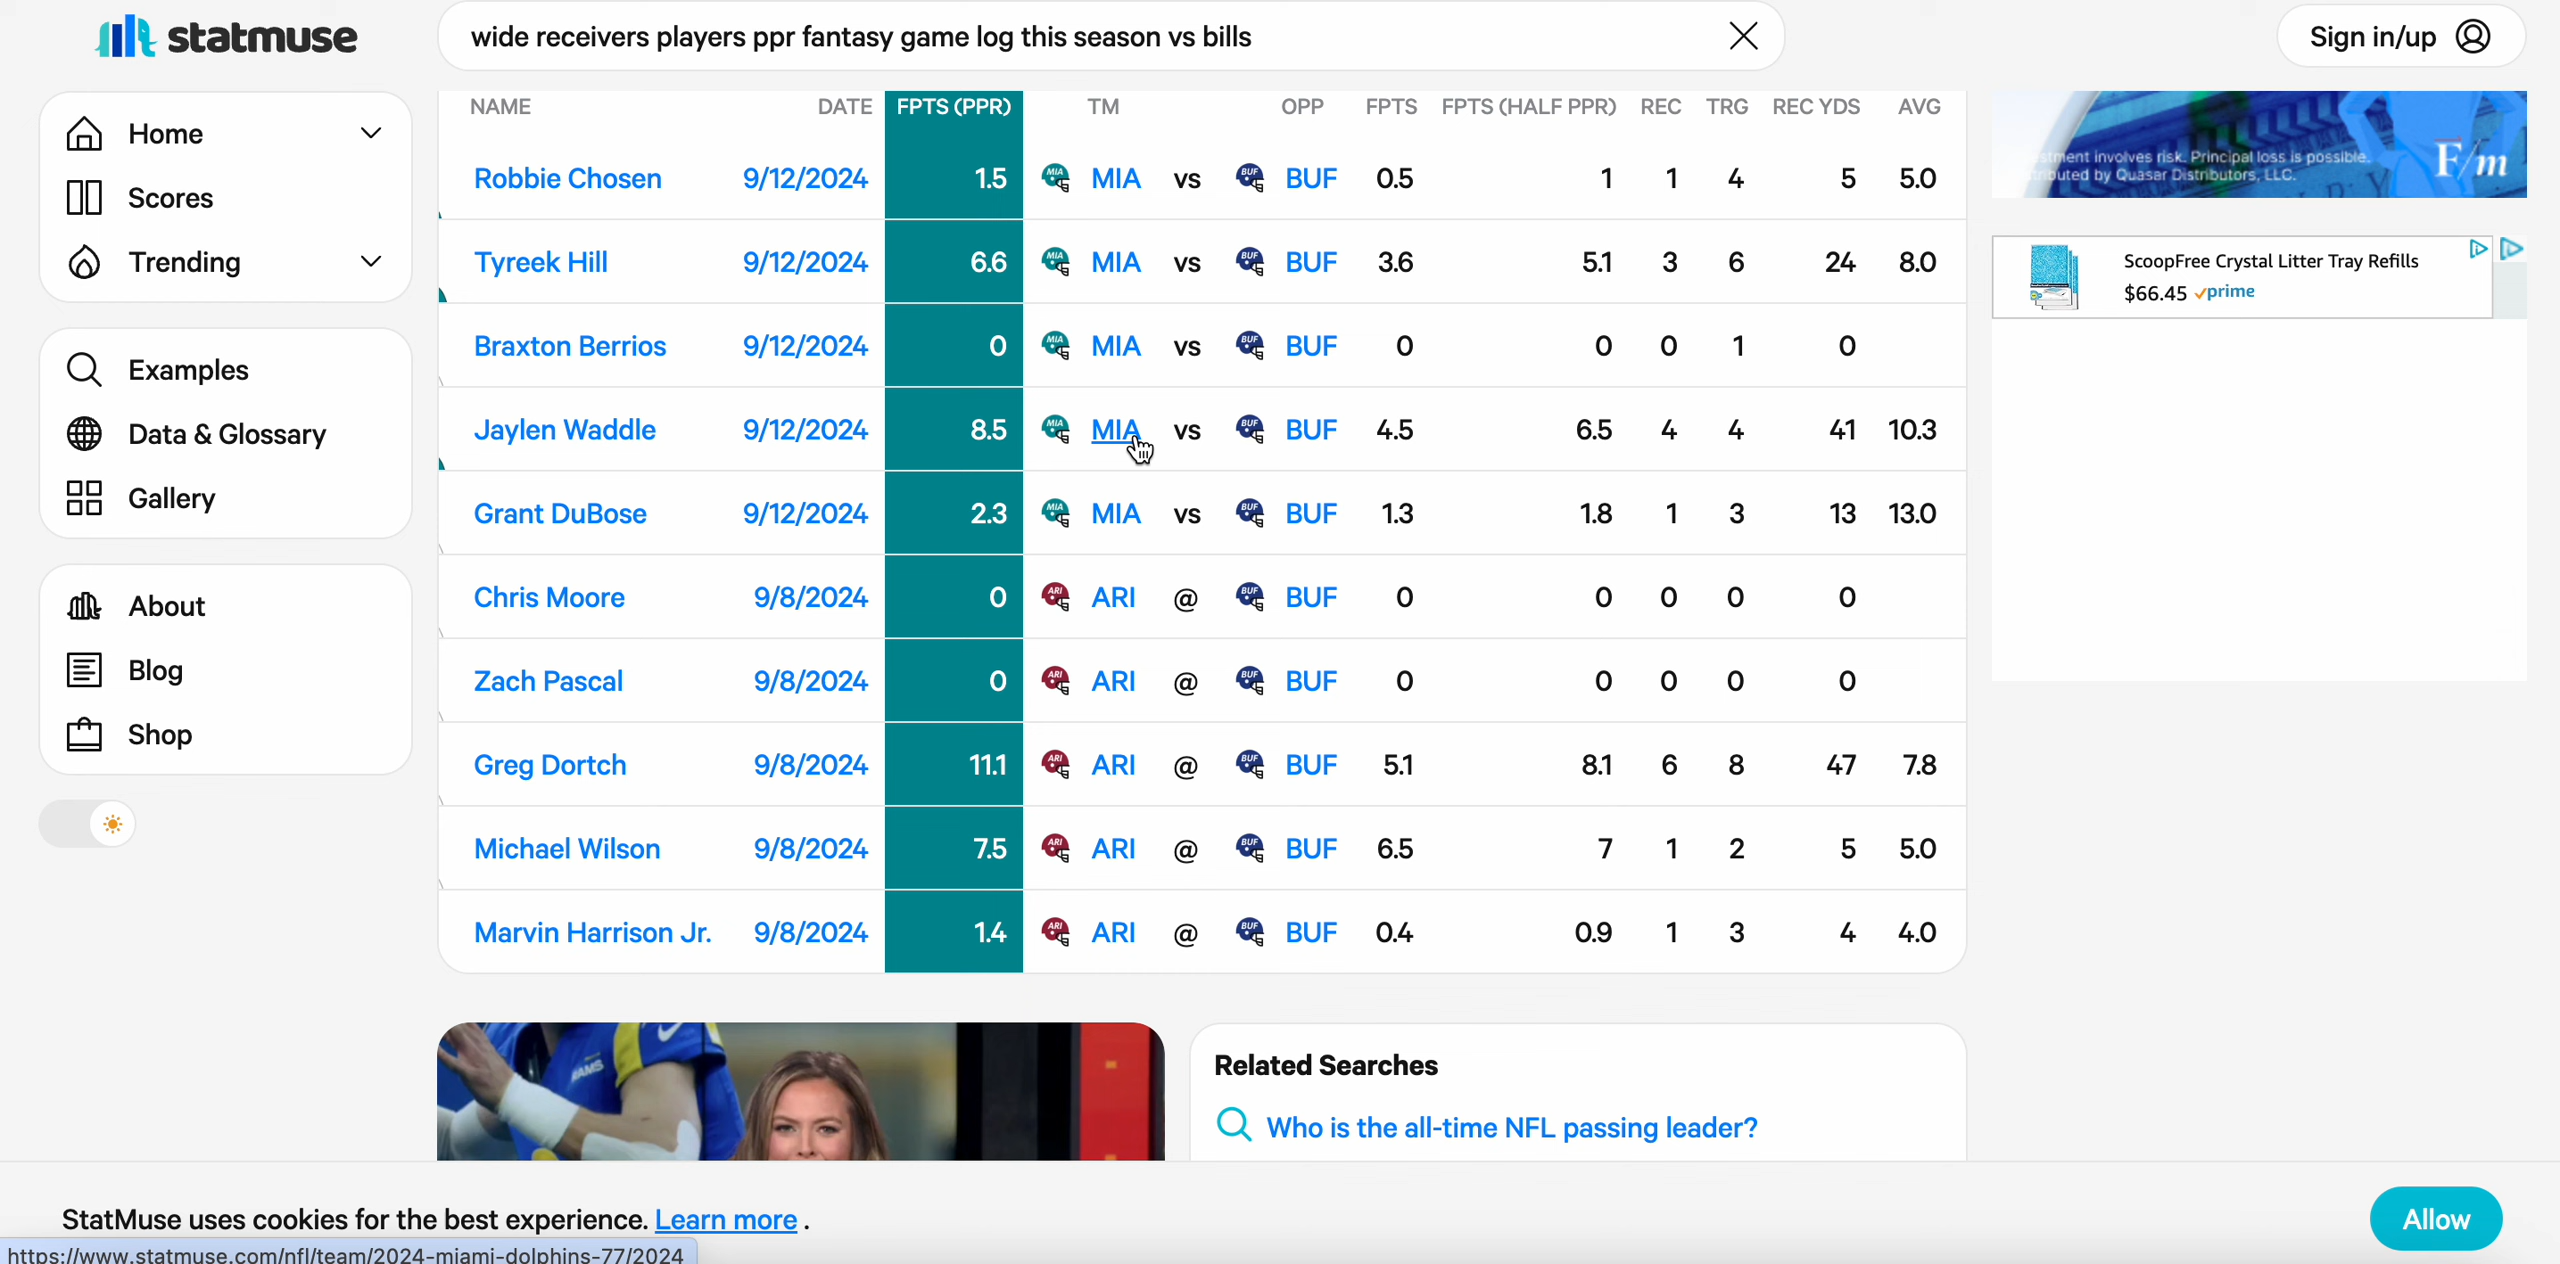 statmuse
wide receivers players ppr fantasy game log this season vs bills
Sign in/up
Home
Scores
Trending
Examples
Data & Glossary
Gallery
About
Blog
Shop
NAME DATE FPTS (PPR) TM OPP FPTS FPTS (HALF PPR) REC TRG REC YDS AVG
Robbie Chosen 9/12/2024 1.5 MIA vs BUF 0.5 1 1 4 5 5.0
Tyreek Hill 9/12/2024 6.6 MIA vs BUF 3.6 5.1 3 6 24 8.0
Braxton Berrios 9/12/2024 0 MIA vs BUF 0 0 0 1 0
Jaylen Waddle 9/12/2024 8.5 MIA vs BUF 4.5 6.5 4 4 41 10.3
Grant DuBose 9/12/2024 2.3 MIA vs BUF 1.3 1.8 1 3 13 13.0
Chris Moore 9/8/2024 0 ARI @ BUF 0 0 0 0 0
Zach Pascal 9/8/2024 0 ARI @ BUF 0 0 0 0 0
Greg Dortch 9/8/2024 11.1 ARI @ BUF 5.1 8.1 6 8 47 7.8
Michael Wilson 9/8/2024 7.5 ARI @ BUF 6.5 7 1 2 5 5.0
Marvin Harrison Jr. 9/8/2024 1.4 ARI @ BUF 0.4 0.9 1 3 4 4.0
involves risk. Principal loss is possible.
by Quasar Distributors, LLC.
F/m
ScoopFree Crystal Litter Tray Refills
$66.45 prime
RAMS
Related Searches
Who is the all-time NFL passing leader?
StatMuse uses cookies for the best experience. Learn more .
Allow
https://www.statmuse.com/nfl/team/2024-miami-dolphins-77/2024